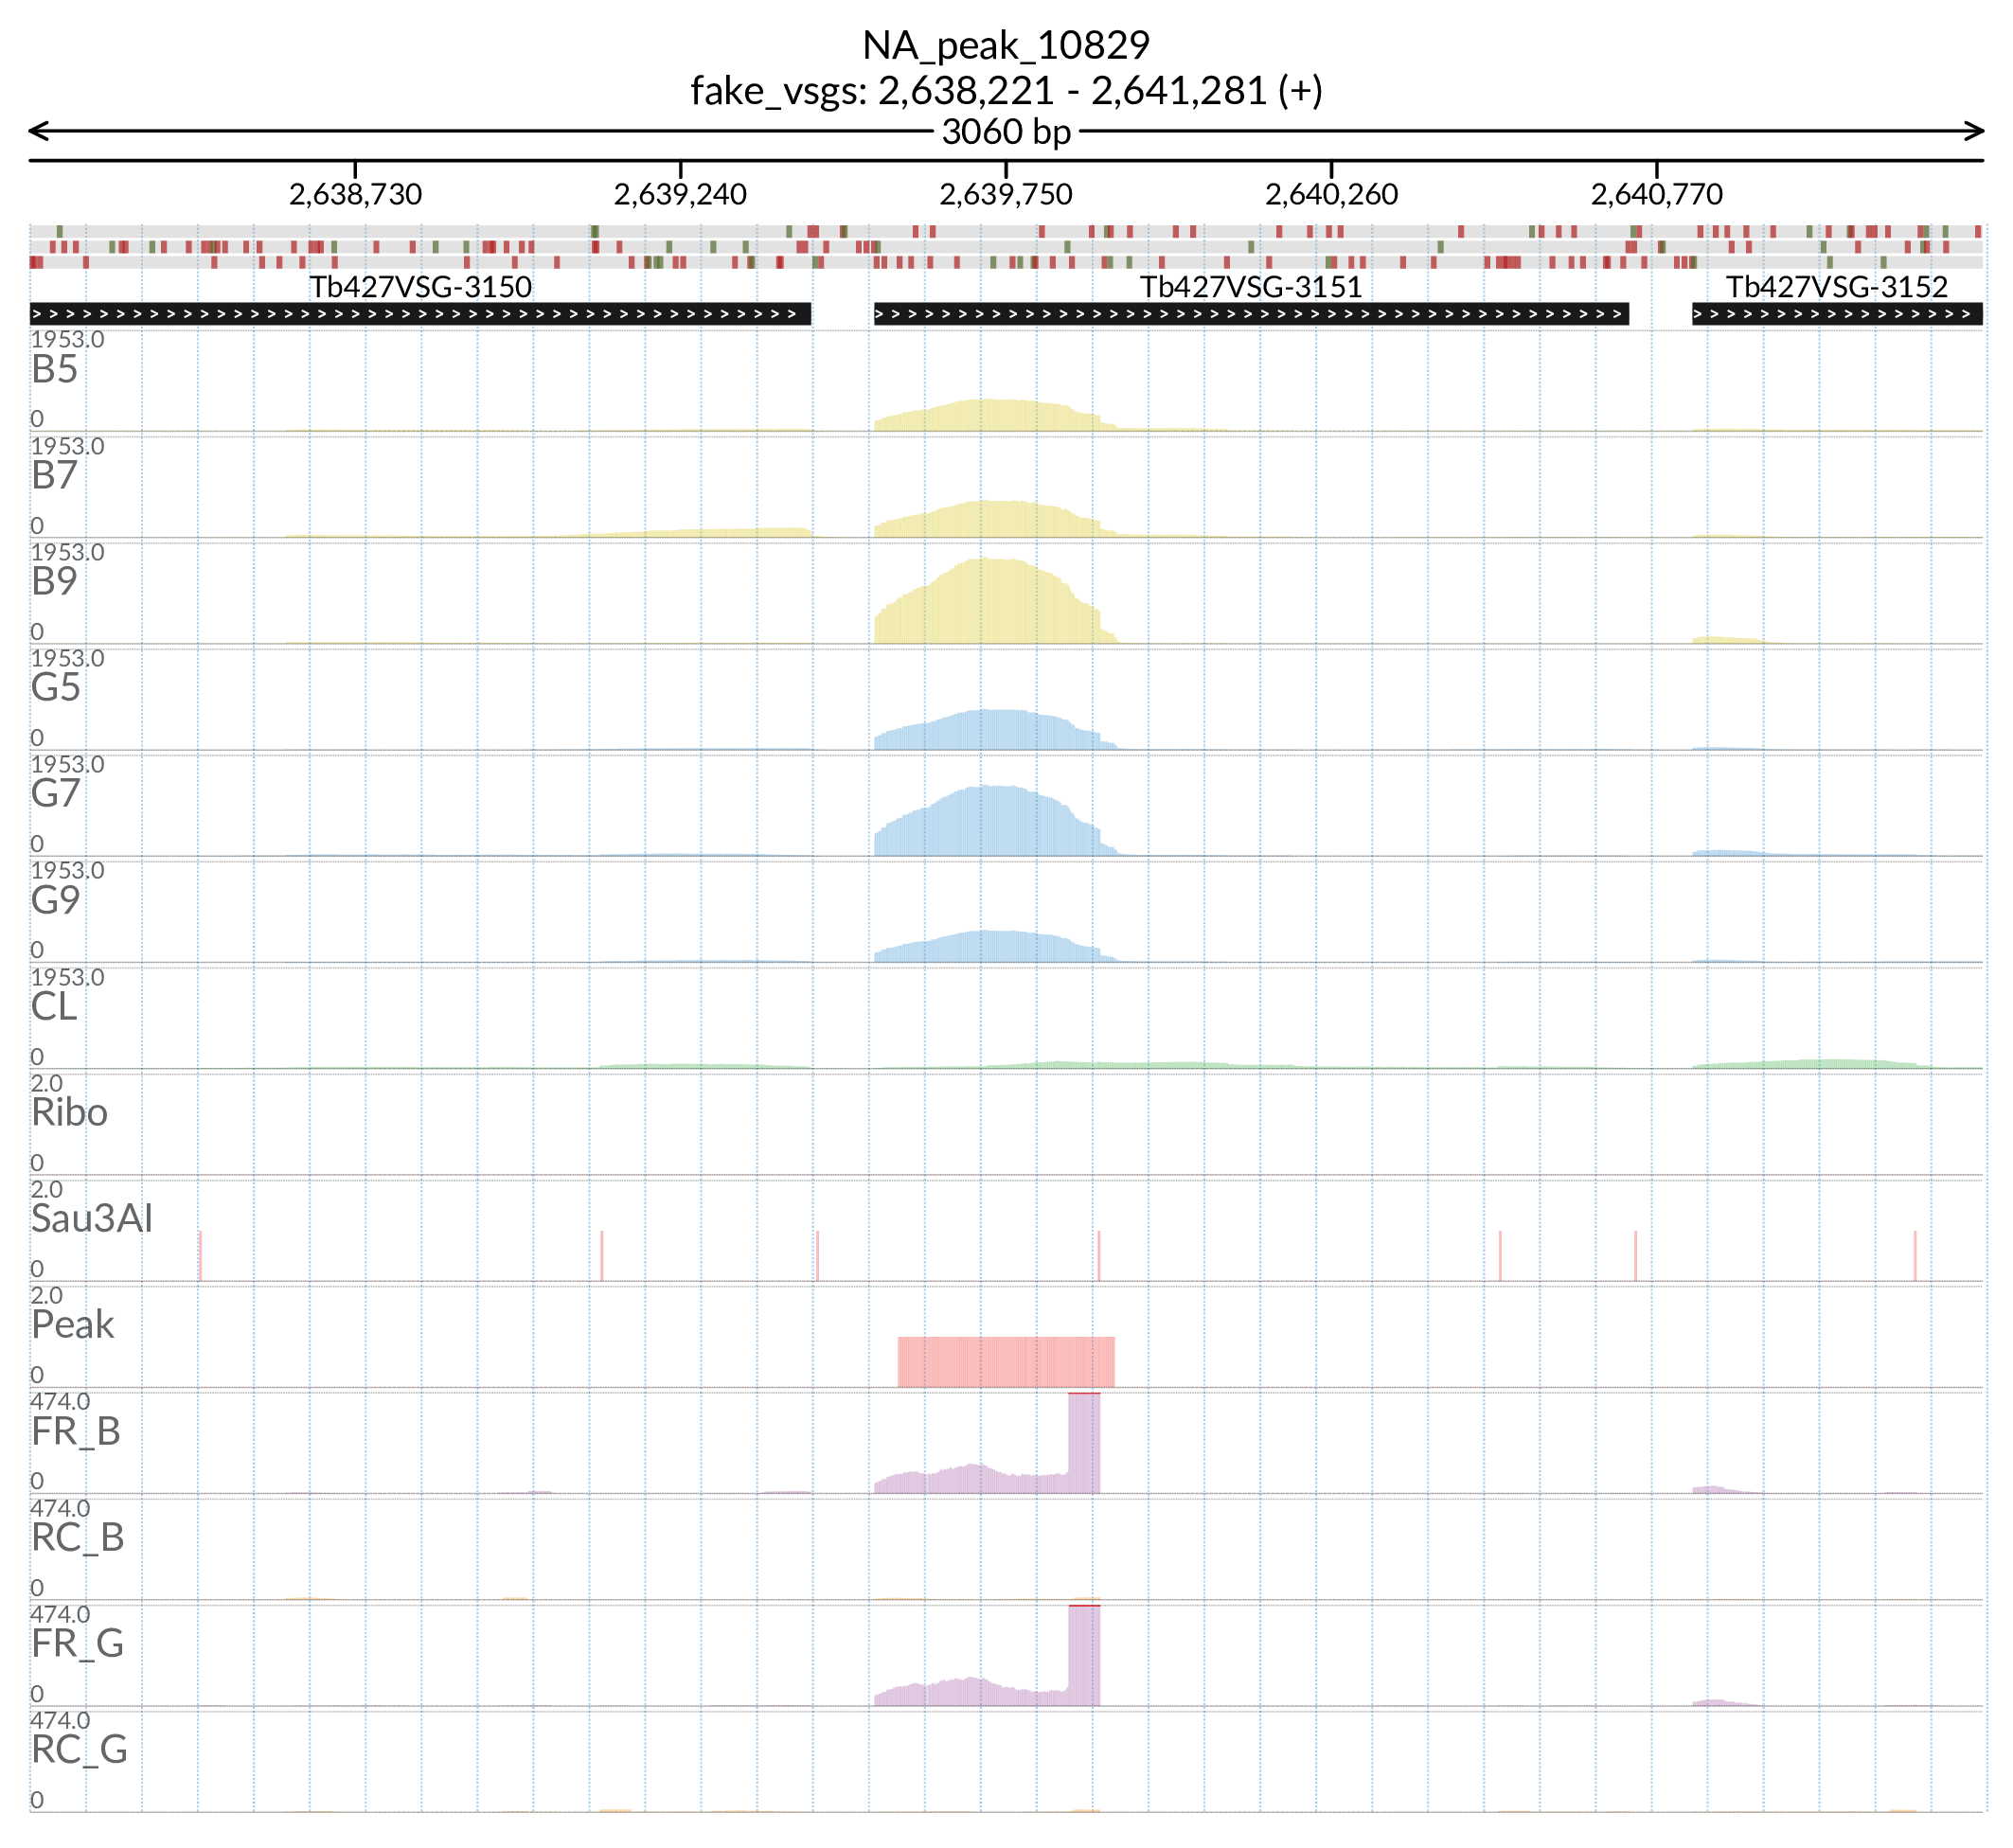 NA_peak_10829
fake_vsgs: 2,638,221 - 2,641,281 (+)
3060 bp
2,638,730 2,639,240 2,639,750 2,640,260 2,640,770
Tb427VSG-3150 Tb427VSG-3151 Tb427VSG-3152
1953.0
B5
0
1953.0
B7
0
1953.0
B9
0
1953.0
G5
0
1953.0
G7
0
1953.0
G9
0
1953.0
CL
0
2.0
Ribo
0
2.0
Sau3AI
0
2.0
Peak
0
474.0
FR_B
0
474.0
RC_B
0
474.0
FR_G
0
474.0
RC_G
0